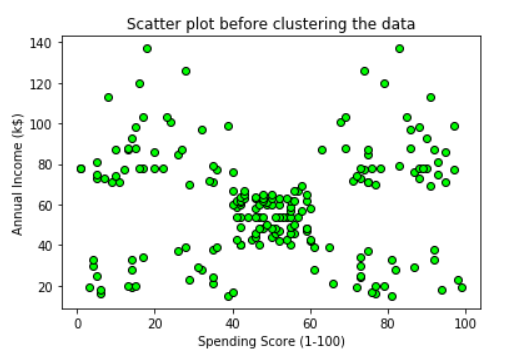 Scatter plot before clustering the data
140
120
100
80
60
40
20
Annual Income (k$)
0 20 40 60 80 100
Spending Score (1-100)